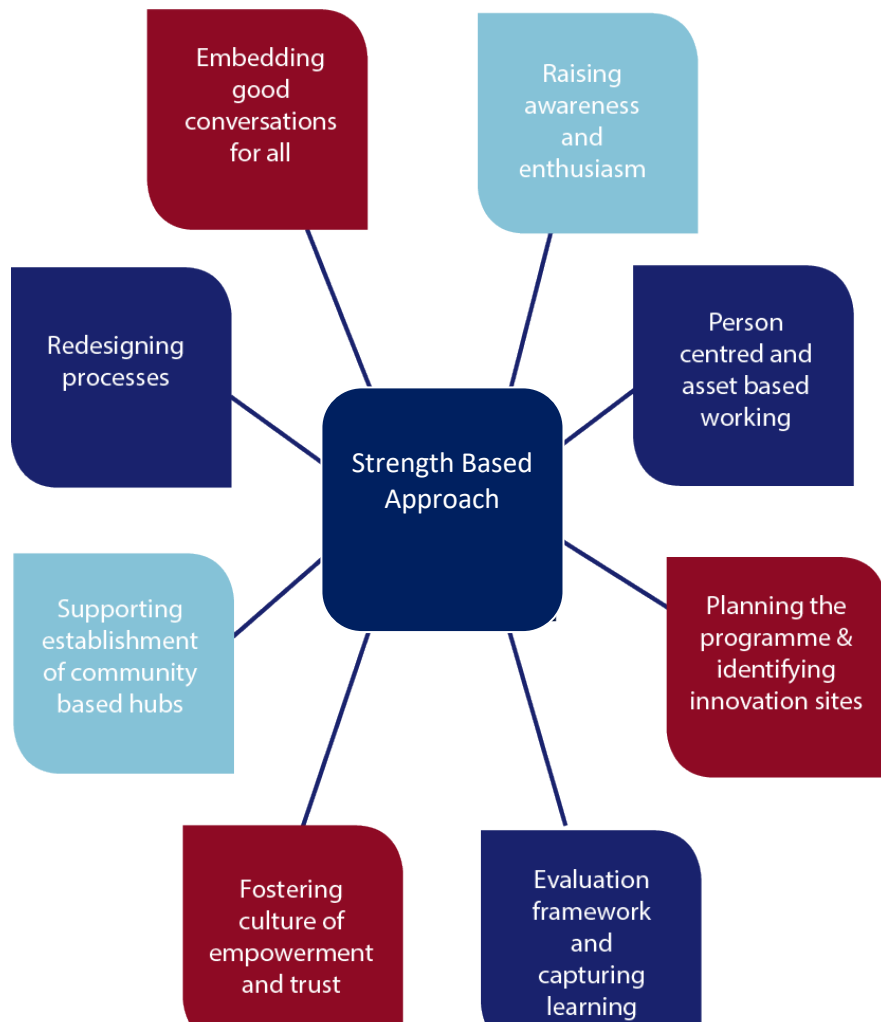 Embedding
good
conversations
for all
Raising
awareness
and
enthusiasm
Redesigning
processes
Person
centred and
asset based
working
Strength Based
Approach
Supporting
establishment
of community
based hubs
Planning the
programme &
identifying
innovation sites
Fostering
culture of
empowerment
and trust
Evaluation
framework
and
capturing
learning